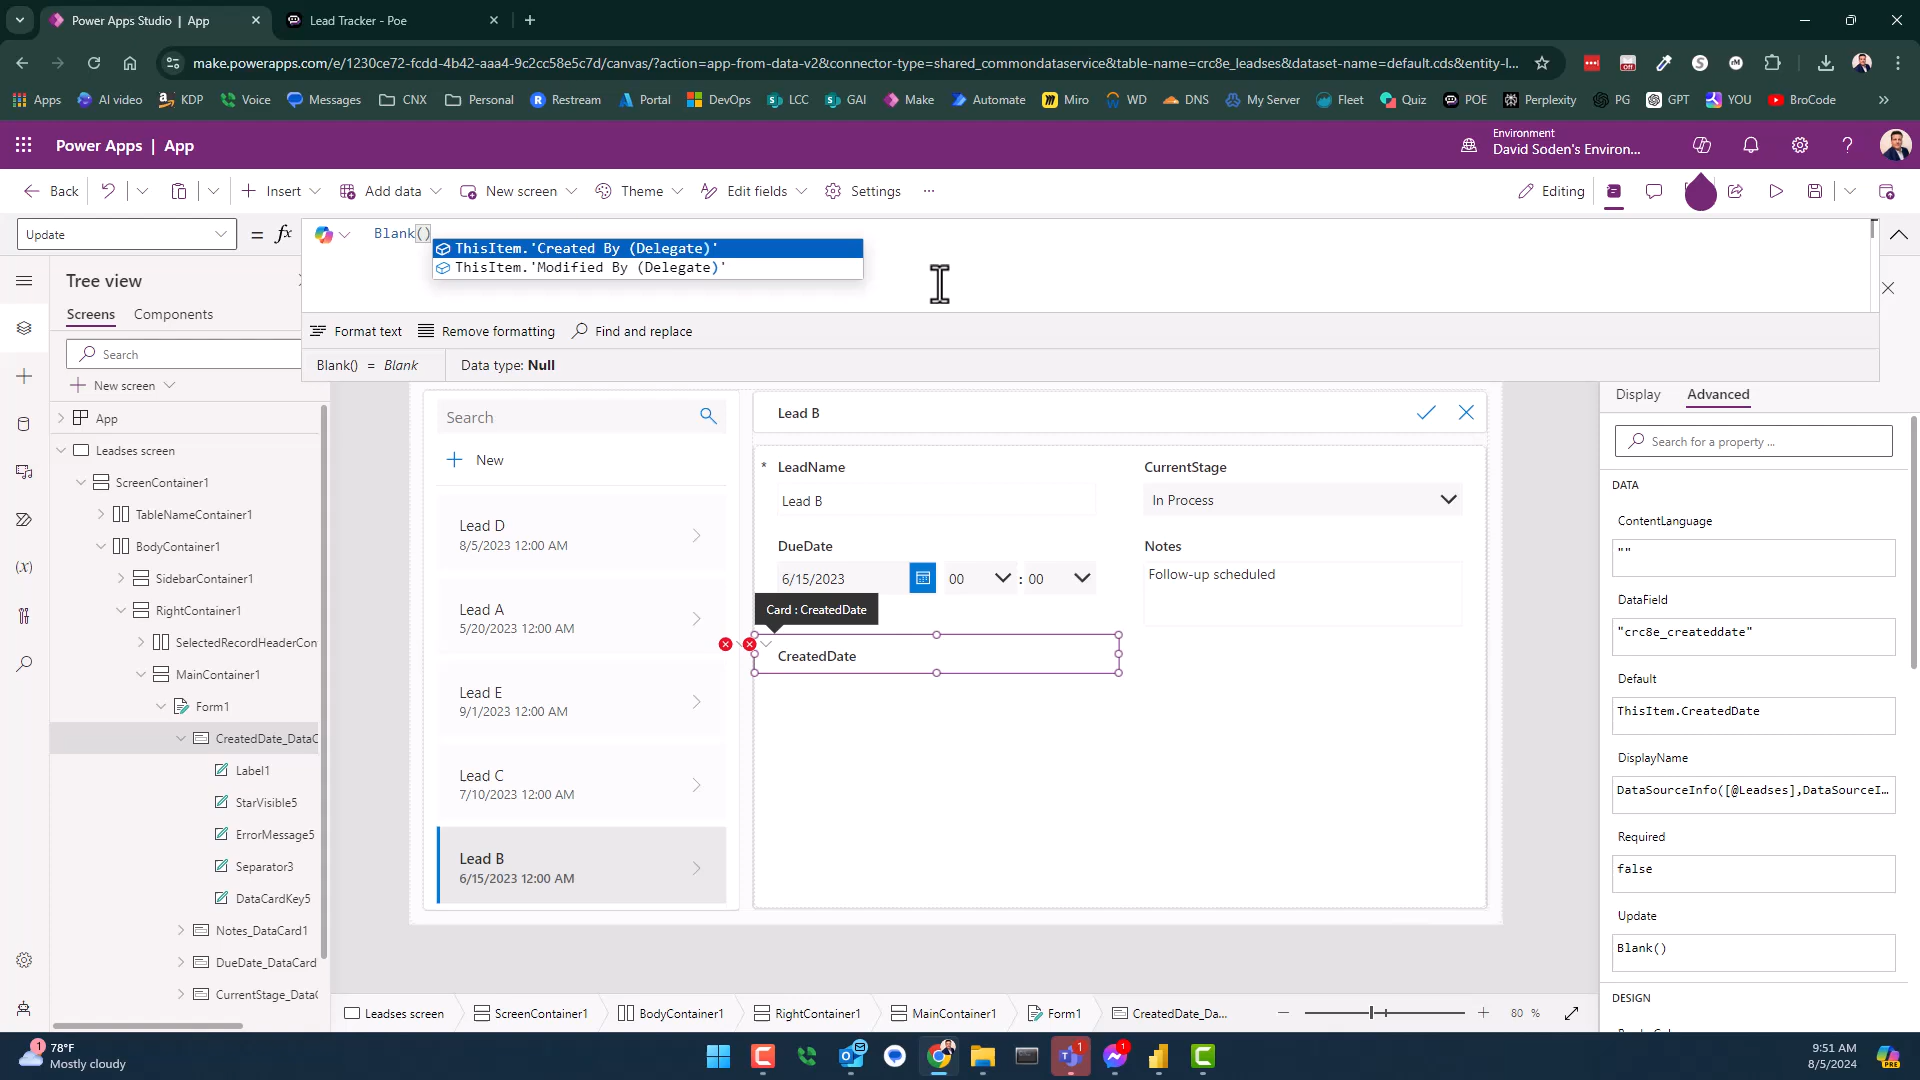 Power Apps Studio | App
Lead Tracker - Poe
make.powerapps.com/e/1230ce72-fcdd-4b42-aaa4-9c2cc58e5c7d/canvas/?action=app-from-data-v2&connector-type=shared_commondataservice&table-name=crc8e_leadses&dataset-name=default.cds&entity-l...
Apps
AI video
KDP
Voice
Messages
CNX
Personal
Restream
Portal
DevOps
LCC
GAI
Make
Automate
Miro
WD
DNS
My Server
Fleet
Quiz
POE
Perplexity
PG
GPT
YOU
BroCode
Power Apps | App
Environment
David Soden's Environ...
Back
Insert
Add data
New screen
Theme
Edit fields
Settings
Editing
Update
= fx
Blank()
ThisItem.'Created By (Delegate)'
ThisItem.'Modified By (Delegate)'
Format text
Remove formatting
Find and replace
Blank() = Blank
Data type: Null
Tree view
Screens
Components
Search
New screen
App
Leadses screen
ScreenContainer1
TableNameContainer1
BodyContainer1
SidebarContainer1
RightContainer1
SelectedRecordHeaderCon
MainContainer1
Form1
CreatedDate_DataC
Label1
StarVisible5
ErrorMessage5
Separator3
DataCardKey5
Notes_DataCard1
DueDate_DataCard
CurrentStage_DataC
Search
New
Lead D
8/5/2023 12:00 AM
Lead A
5/20/2023 12:00 AM
Lead E
9/1/2023 12:00 AM
Lead C
7/10/2023 12:00 AM
Lead B
6/15/2023 12:00 AM
Lead B
* LeadName
Lead B
CurrentStage
In Process
DueDate
6/15/2023
00 : 00
Notes
Follow-up scheduled
Card : CreatedDate
CreatedDate
Display
Advanced
Search for a property ...
DATA
ContentLanguage
""
DataField
"crc8e_createddate"
Default
ThisItem.CreatedDate
DisplayName
DataSourceInfo([@Leadses],DataSourceI...
Required
false
Update
Blank()
DESIGN
Leadses screen
ScreenContainer1
BodyContainer1
RightContainer1
MainContainer1
Form1
CreatedDate_Da...
80 %
1
78°F
Mostly cloudy
1
1
9:51 AM
8/5/2024
PRE